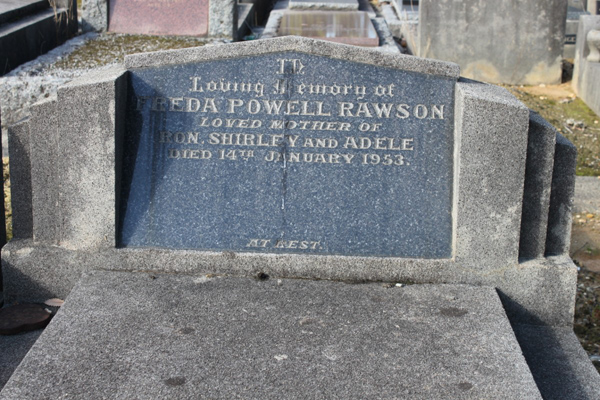 In
Loving Memory of
FREDA POWELL RAWSON
LOVED MOTHER OF
RON, SHIRLEY AND ADELE
DIED 14TH JANUARY 1953.
AT REST.